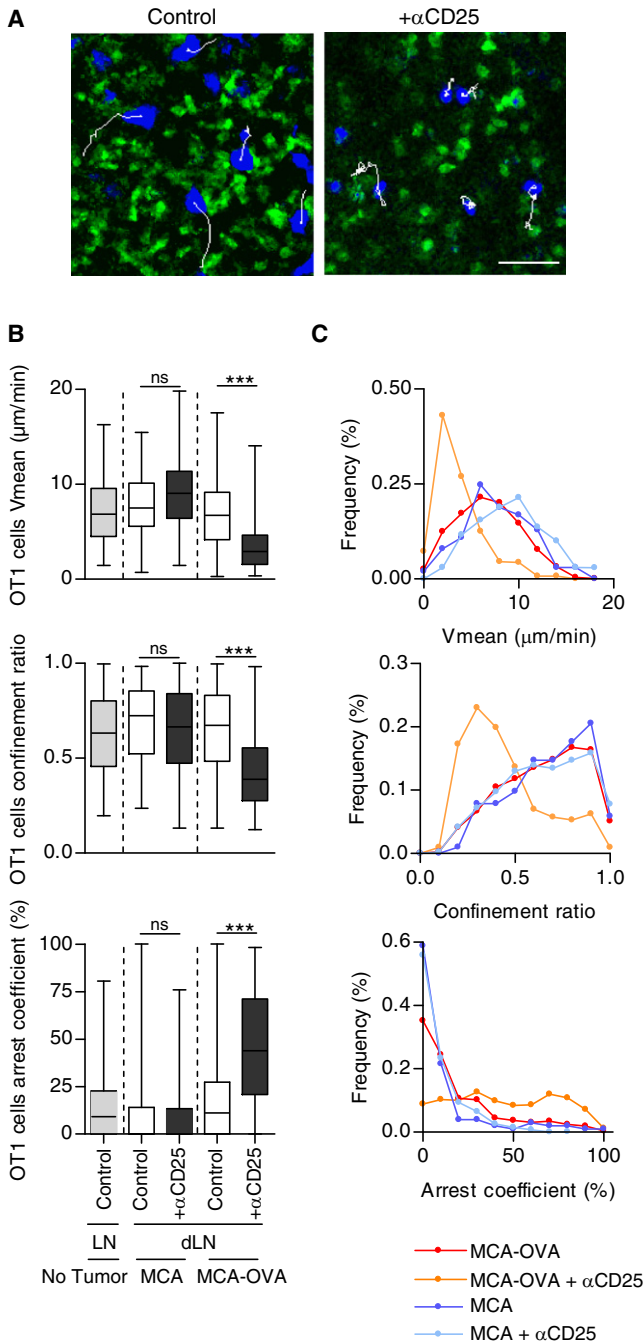 A
Control
+αCD25
B
OT1 cells Vmean (μm/min)
20
10
0
ns
***
OT1 cells confinement ratio
1.0
0.5
0.0
ns
***
OT1 cells arrest coefficient (%)
100
75
50
25
0
ns
***
Control
Control
+αCD25
Control
+αCD25
LN
dLN
No Tumor
MCA
MCA-OVA
C
Frequency (%)
0.50
0.25
0.00
0
10
20
Vmean (μm/min)
Frequency (%)
0.3
0.2
0.1
0.0
0.0
0.5
1.0
Confinement ratio
Frequency (%)
0.6
0.4
0.2
0.0
0
50
100
Arrest coefficient (%)
MCA-OVA
MCA-OVA + αCD25
MCA
MCA + αCD25